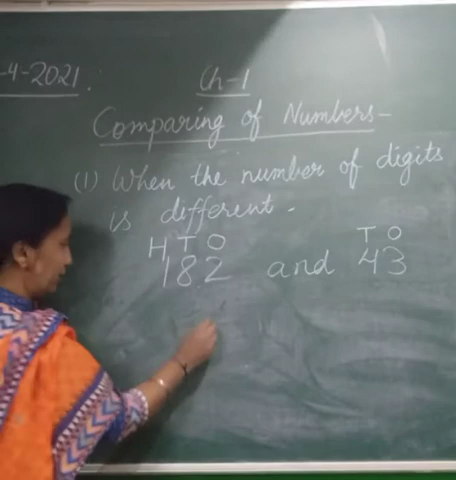 -4-2021.
Ch-1
Comparing of Numbers-
(1) When the number of digits
is different.
H T O T O
182 and 43